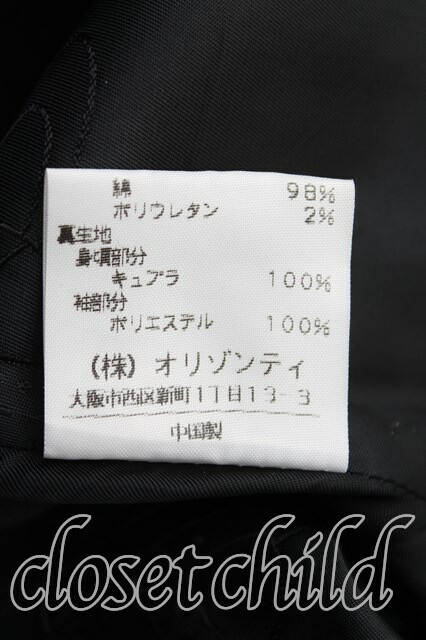 綿 98%
ポリウレタン 2%
裏生地
身頃部分
キュプラ 100%
袖部分
ポリエステル 100%
(株)オリゾンティ
大阪市西区新町1丁目13-3
中国製
closetchild